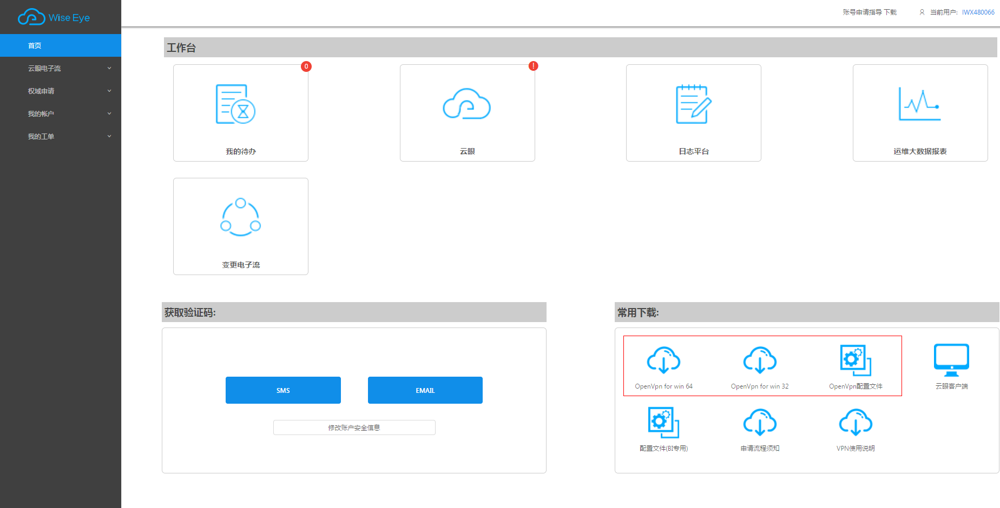 Wise Eye
账号申请指导 下载
当前用户: IWX480066
首页
云眼电子流
权域申请
我的帐户
我的工单
工作台
0
!
我的待办
云眼
日志平台
运维大数据报表
变更电子流
获取验证码:
SMS
EMAIL
修改账户安全信息
常用下载:
OpenVpn for win 64
OpenVpn for win 32
OpenVpn配置文件
云眼客户端
配置文件(BI专用)
申请流程须知
VPN使用说明